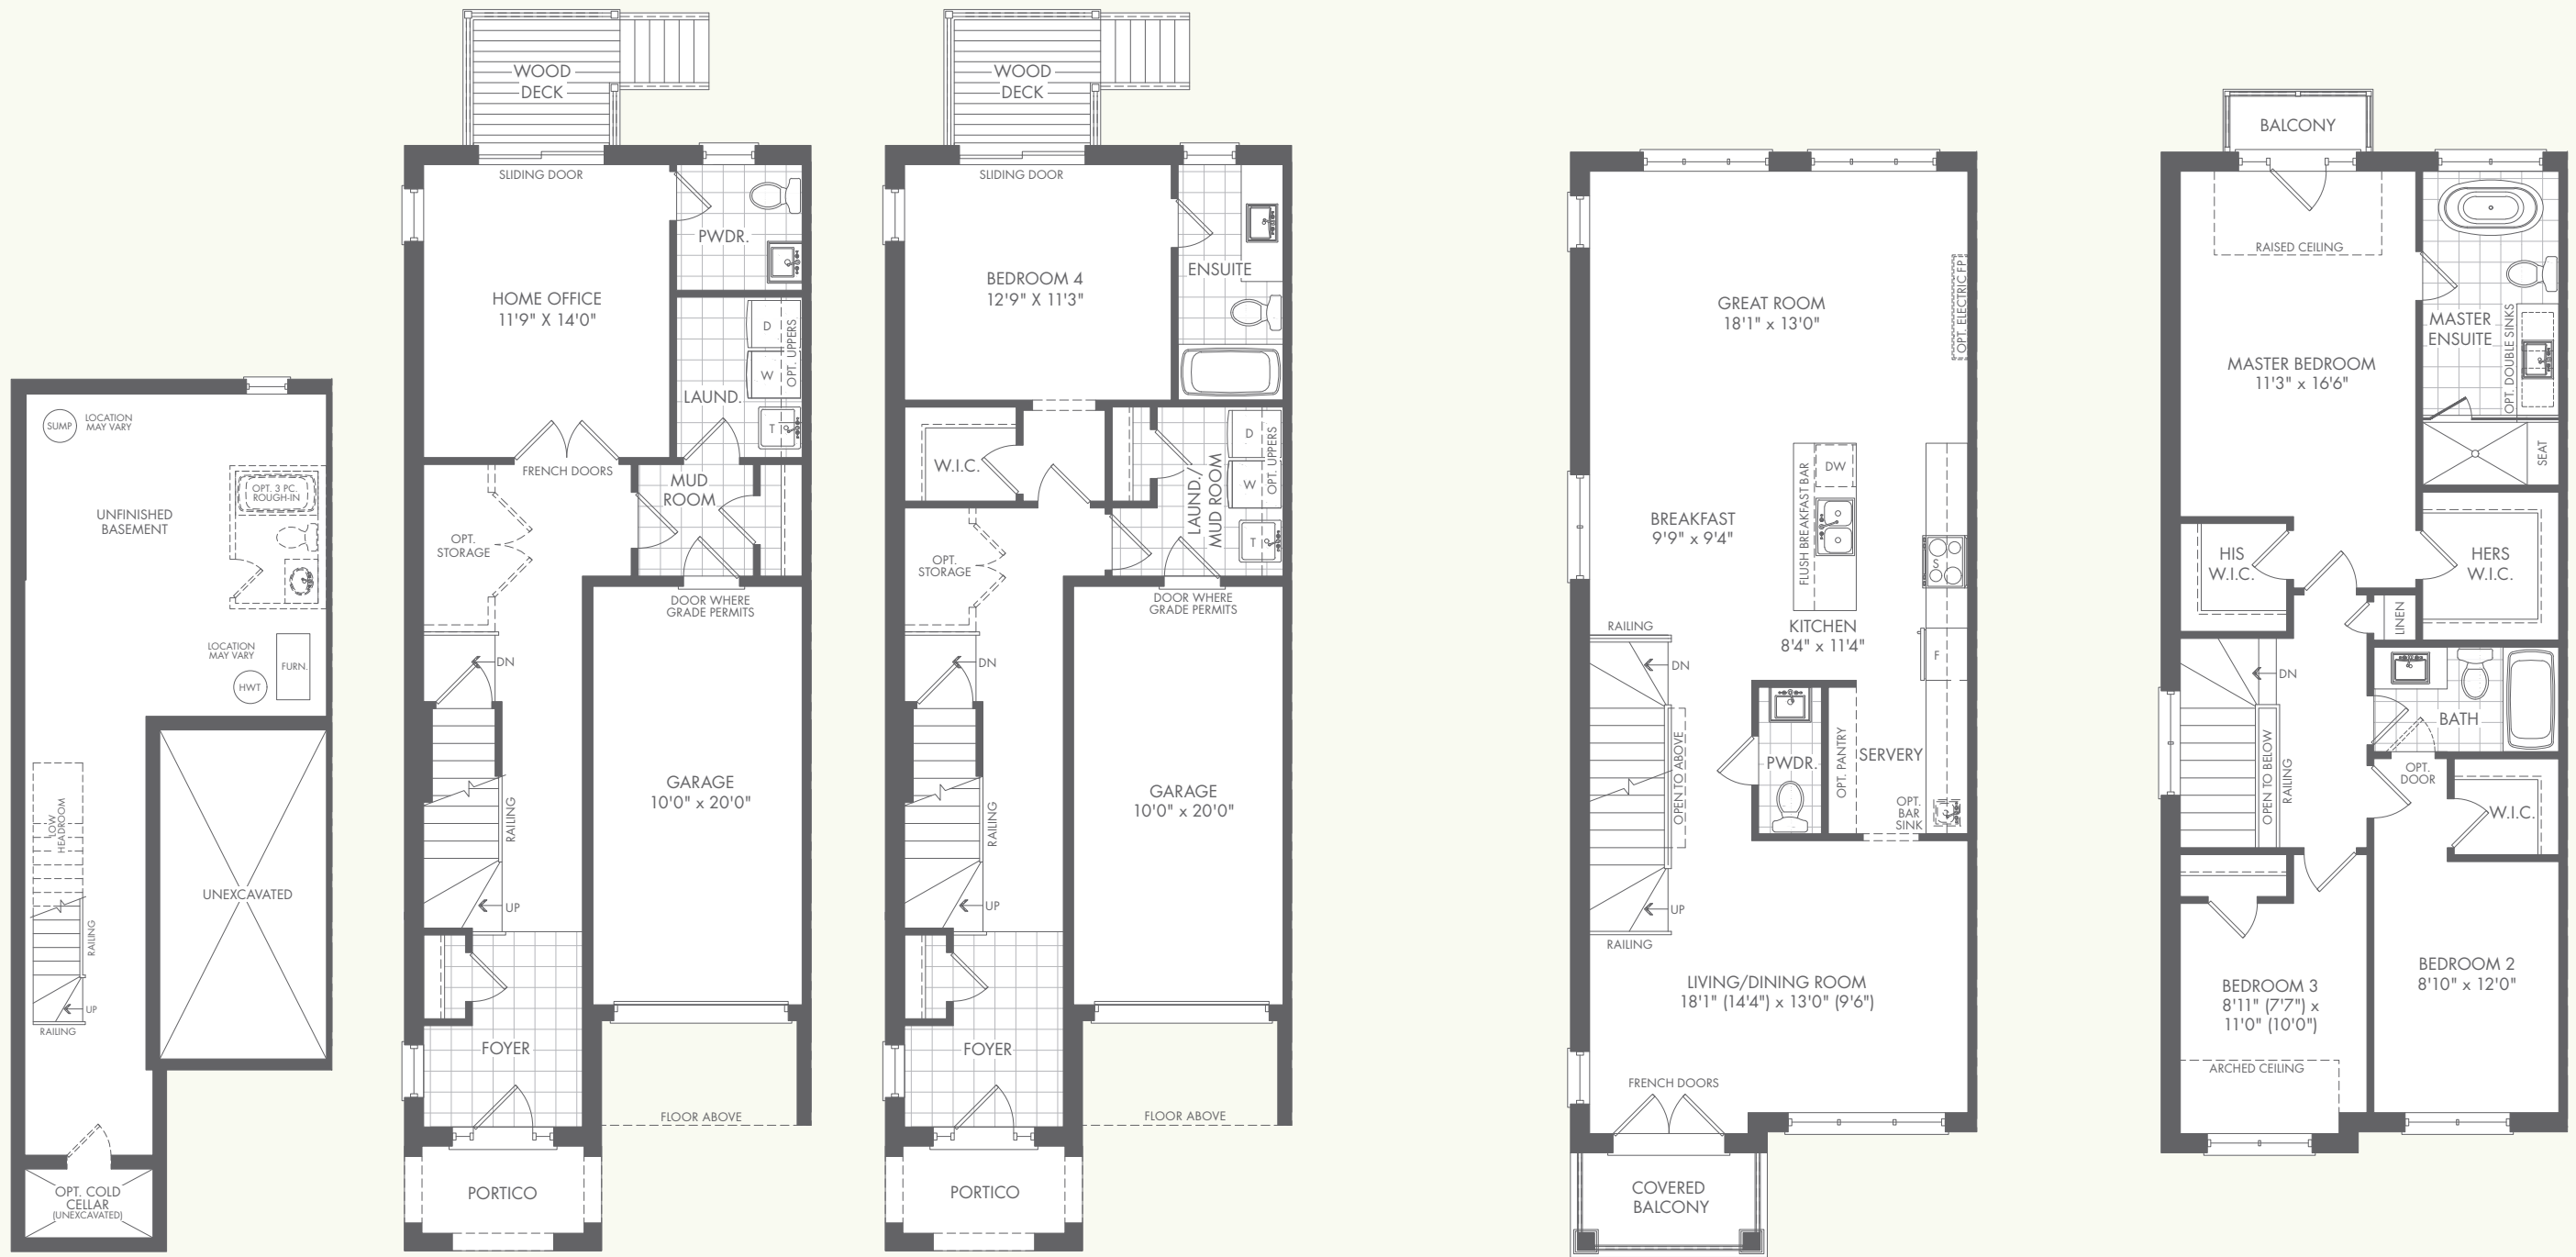 SUMP
LOCATION
MAY VARY
OPT. 3 PC.
ROUGH-IN
UNFINISHED
BASEMENT
LOCATION
MAY VARY
HWT
FURN.
LOW
HEADROOM
UNEXCAVATED
RAILING
UP
RAILING
OPT. COLD
CELLAR
(UNEXCAVATED)
WOOD
DECK
SLIDING DOOR
PWDR.
HOME OFFICE
11'9" X 14'0"
D
W
OPT. UPPERS
LAUND.
T
FRENCH DOORS
MUD
ROOM
OPT.
STORAGE
DOOR WHERE
GRADE PERMITS
DN
GARAGE
10'0" x 20'0"
RAILING
UP
FOYER
FLOOR ABOVE
PORTICO
WOOD
DECK
SLIDING DOOR
ENSUITE
BEDROOM 4
12'9" X 11'3"
W.I.C.
D
W
OPT. UPPERS
LAUND./
MUD ROOM
T
OPT.
STORAGE
DOOR WHERE
GRADE PERMITS
DN
GARAGE
10'0" x 20'0"
RAILING
UP
FOYER
FLOOR ABOVE
PORTICO
GREAT ROOM
18'1" x 13'0"
OPT. ELECTRIC FP
DW
FLUSH BREAKFAST BAR
BREAKFAST
9'9" x 9'4"
S
RAILING
KITCHEN
8'4" x 11'4"
DN
F
OPEN TO ABOVE
PWDR.
OPT. PANTRY
SERVERY
OPT.
BAR
SINK
UP
RAILING
LIVING/DINING ROOM
18'1" (14'4") x 13'0" (9'6")
FRENCH DOORS
COVERED
BALCONY
BALCONY
RAISED CEILING
MASTER
ENSUITE
OPT. DOUBLE SINKS
MASTER BEDROOM
11'3" x 16'6"
SEAT
HIS
W.I.C.
HERS
W.I.C.
LINEN
DN
BATH
OPEN TO BELOW
RAILING
OPT.
DOOR
W.I.C.
BEDROOM 2
8'10" x 12'0"
BEDROOM 3
8'11" (7'7") x
11'0" (10'0")
ARCHED CEILING